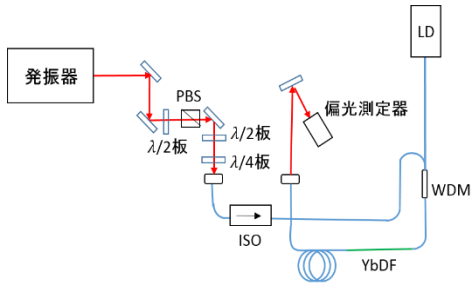 LD
発振器
PBS
偏光測定器
λ/2板
λ/2板
λ/4板
WDM
ISO
YbDF